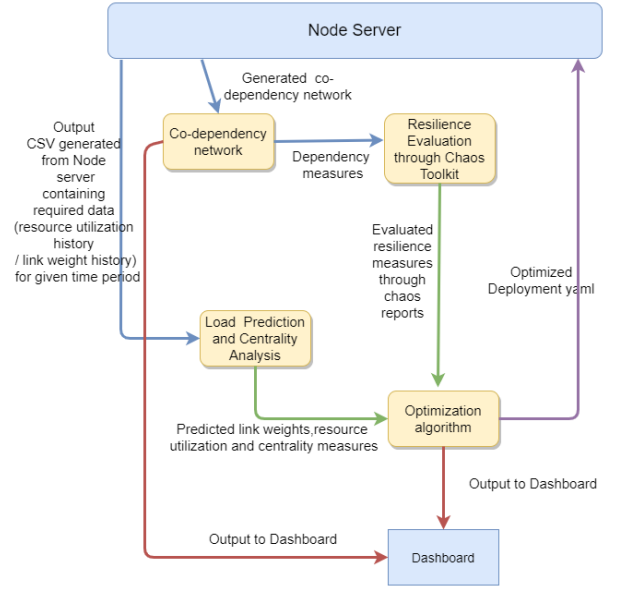 Node Server
Generated co-
dependency network
Output
CSV generated
from Node
server
containing
required data
(resource utilization
history
/ link weight history)
for given time period
Co-dependency
network
Dependency
measures
Resilience
Evaluation
through Chaos
Toolkit
Evaluated
resilience
measures
through
chaos
reports
Optimized
Deployment yaml
Load Prediction
and Centrality
Analysis
Predicted link weights,resource
utilization and centrality measures
Optimization
algorithm
Output to Dashboard
Output to Dashboard
Dashboard